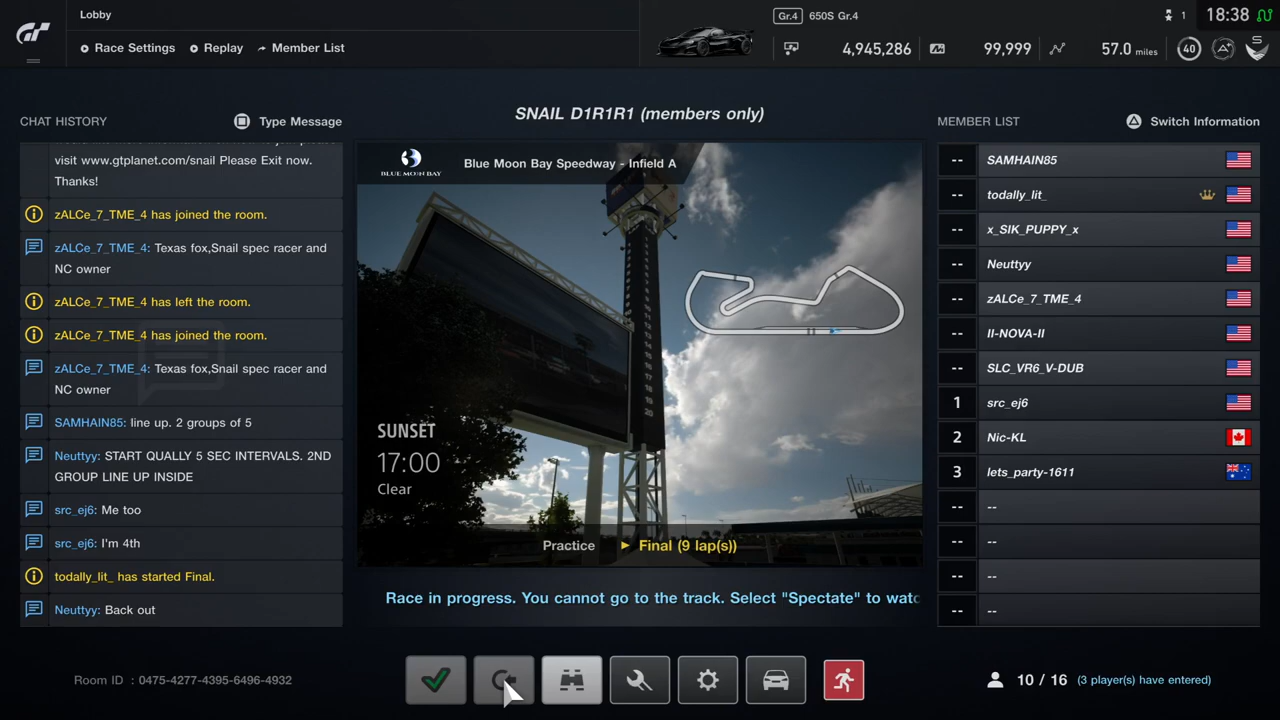 Lobby
Race Settings Replay Member List
Gr.4 650S Gr.4
1 18:38
4,945,286 99,999 57.0 miles 40 A+ S
CHAT HISTORY Type Message
visit www.gtplanet.com/snail Please Exit now.
Thanks!
zALCe_7_TME_4 has joined the room.
zALCe_7_TME_4: Texas fox,Snail spec racer and
NC owner
zALCe_7_TME_4 has left the room.
zALCe_7_TME_4 has joined the room.
zALCe_7_TME_4: Texas fox,Snail spec racer and
NC owner
SAMHAIN85: line up. 2 groups of 5
Neuttyy: START QUALLY 5 SEC INTERVALS. 2ND
GROUP LINE UP INSIDE
src_ej6: Me too
src_ej6: I'm 4th
todally_lit_ has started Final.
Neuttyy: Back out
SNAIL D1R1R1 (members only)
BLUE MOON BAY
Blue Moon Bay Speedway - Infield A
SUNSET
17:00
Clear
Practice Final (9 lap(s))
Race in progress. You cannot go to the track. Select "Spectate" to
MEMBER LIST Switch Information
-- SAMHAIN85
-- todally_lit_
-- x_SIK_PUPPY_x
-- Neuttyy
-- zALCe_7_TME_4
-- II-NOVA-II
-- SLC_VR6_V-DUB
1 src_ej6
2 Nic-KL
3 lets_party-1611
-- --
-- --
-- --
-- --
Room ID : 0475-4277-4395-6496-4932
10 / 16 (3 player(s) have entered)